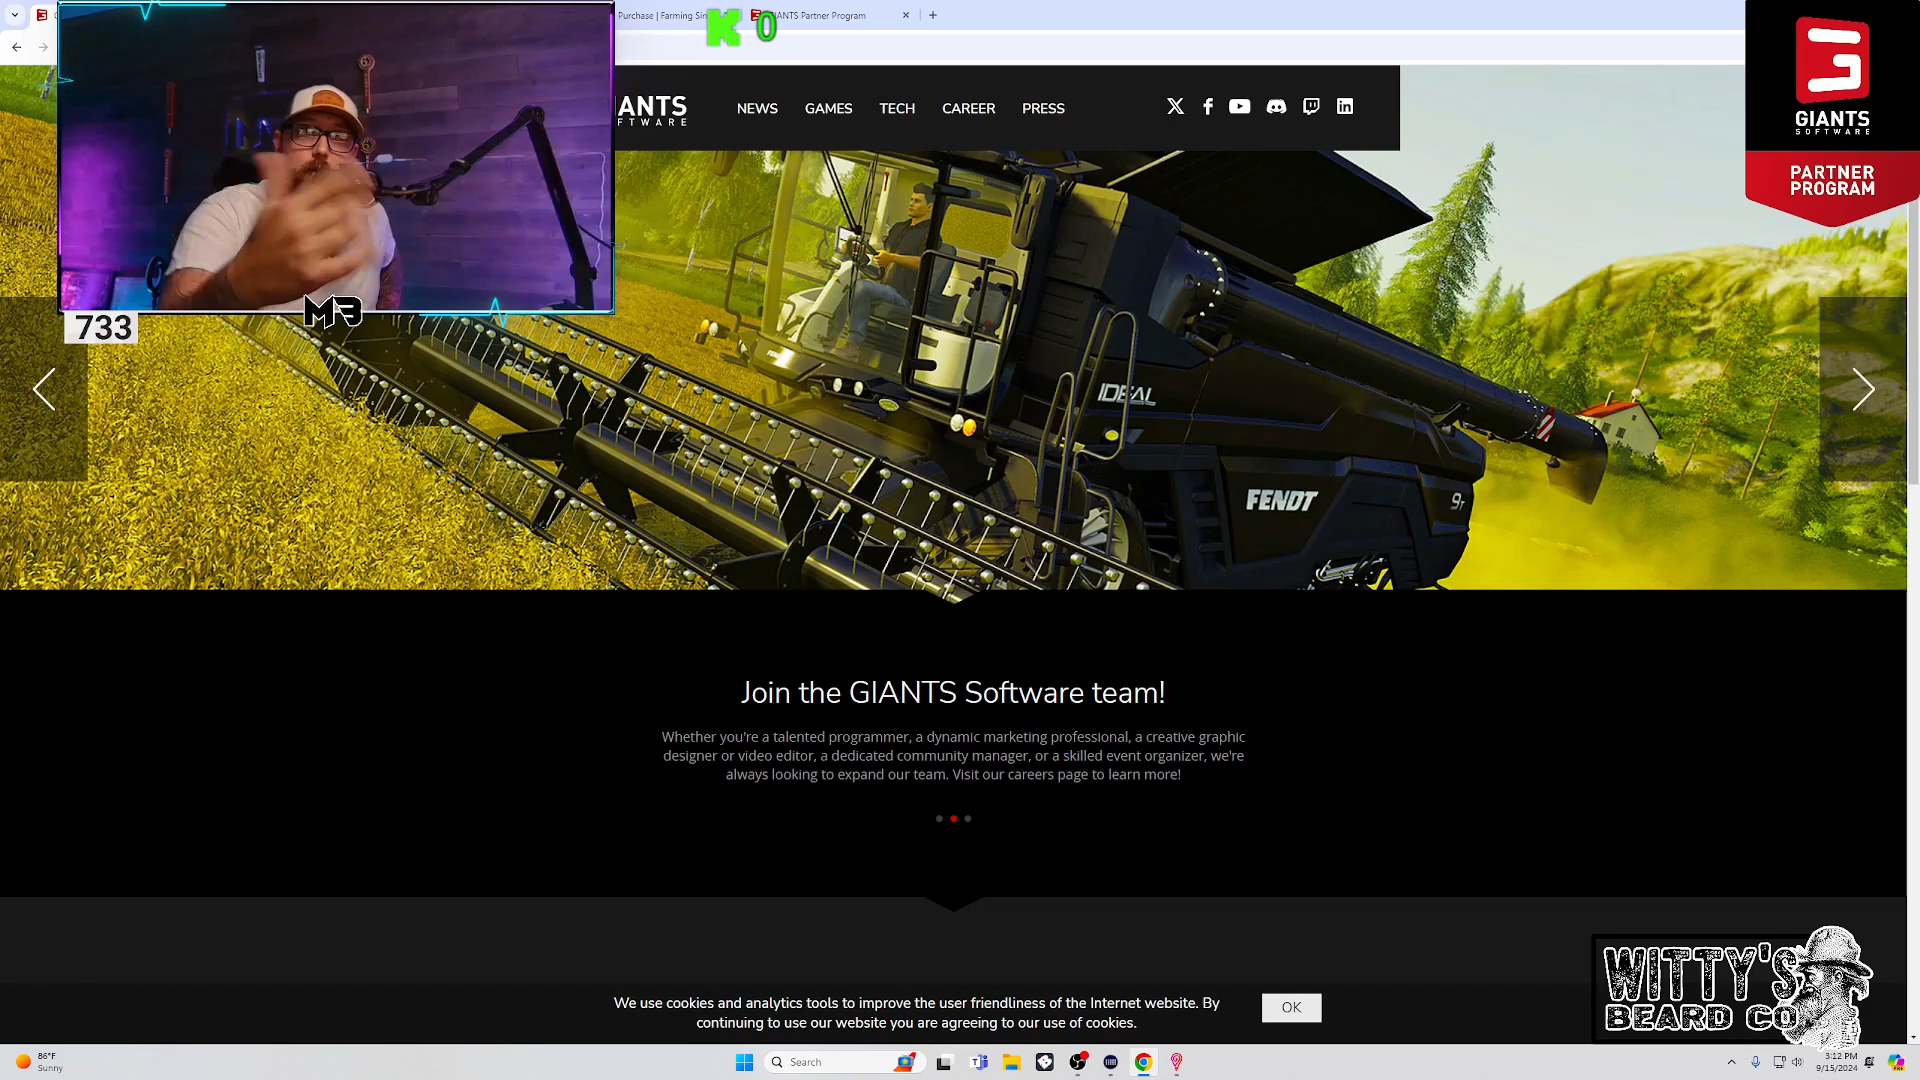 Purchase | Farming Sim
GIANTS Partner Program
K 0
GIANTS
SOFTWARE
PARTNER
PROGRAM
IANTS
FTWARE
NEWS
GAMES
TECH
CAREER
PRESS
MB
733
IDEAL
FENDT
9T
Join the GIANTS Software team!
Whether you're a talented programmer, a dynamic marketing professional, a creative graphic
designer or video editor, a dedicated community manager, or a skilled event organizer, we're
always looking to expand our team. Visit our careers page to learn more!
We use cookies and analytics tools to improve the user friendliness of the Internet website. By
continuing to use our website you are agreeing to our use of cookies.
OK
WITTY'S
BEARD CO
86°F
Sunny
Search
3:12 PM
9/15/2024